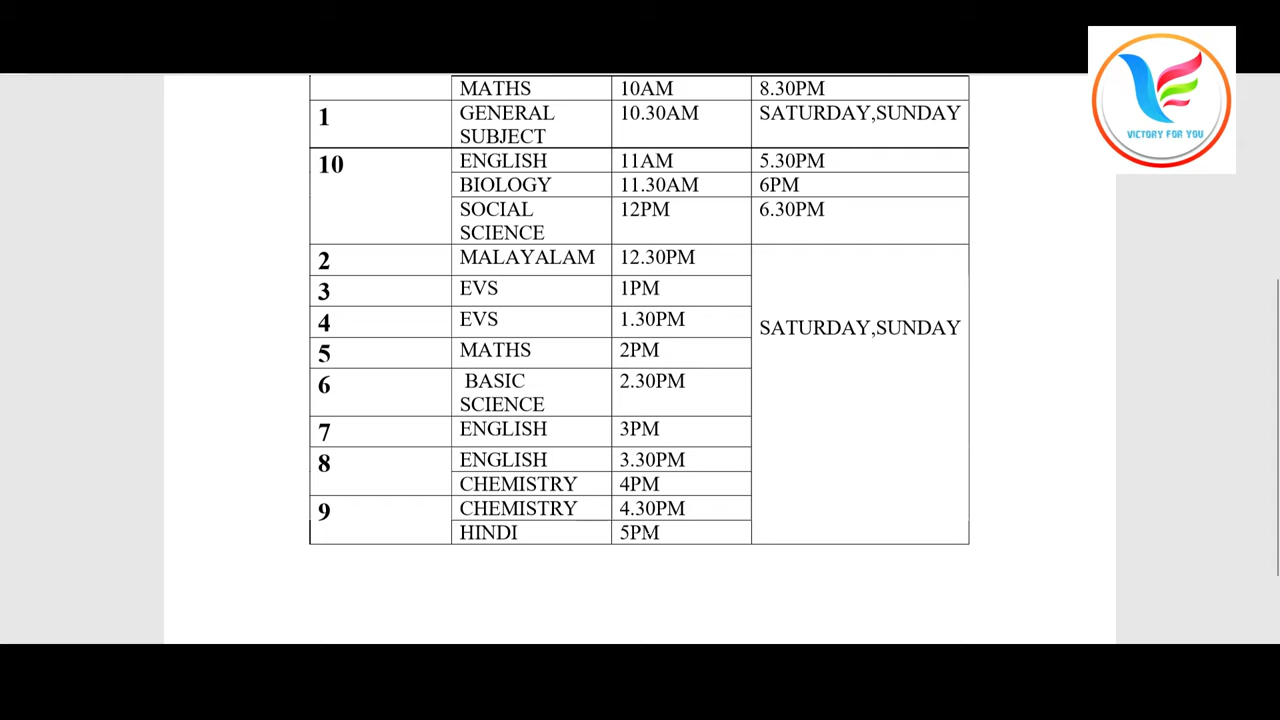 VICTORY FOR YOU
MATHS 10AM 8.30PM
1 GENERAL 10.30AM SATURDAY,SUNDAY
SUBJECT
10 ENGLISH 11AM 5.30PM
BIOLOGY 11.30AM 6PM
SOCIAL 12PM 6.30PM
SCIENCE
2 MALAYALAM 12.30PM
3 EVS 1PM
4 EVS 1.30PM SATURDAY,SUNDAY
5 MATHS 2PM
6 BASIC 2.30PM
SCIENCE
7 ENGLISH 3PM
8 ENGLISH 3.30PM
CHEMISTRY 4PM
9 CHEMISTRY 4.30PM
HINDI 5PM